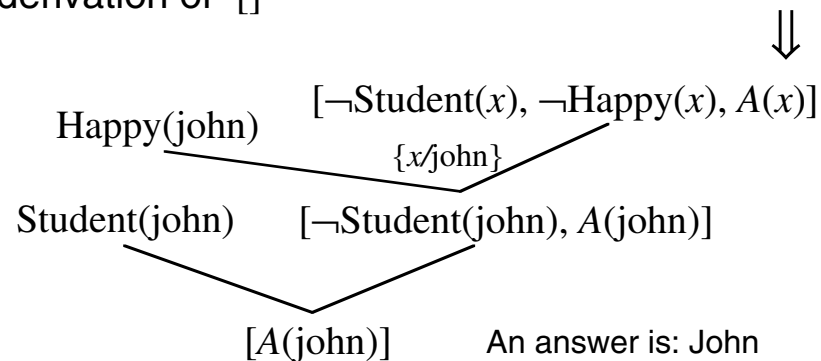 derivation of []
⇓
[¬Student(x), ¬Happy(x), A(x)]
Happy(john)
{x/john}
Student(john) [¬Student(john), A(john)]
[A(john)] An answer is: John